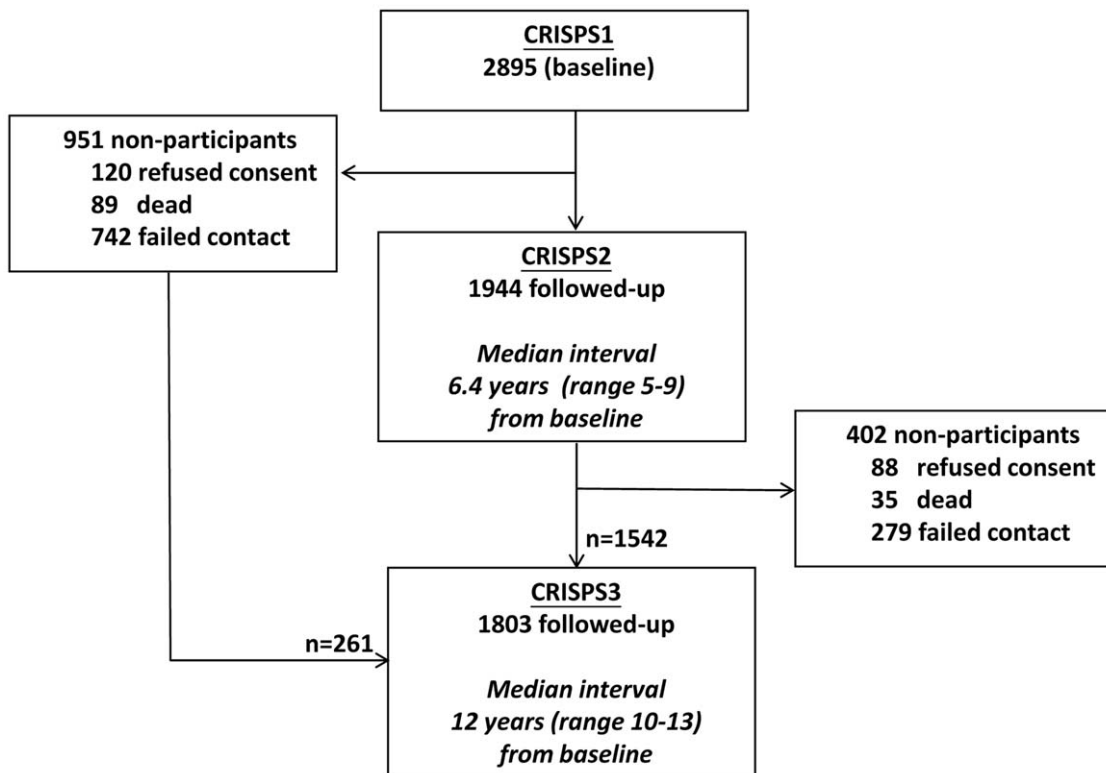 CRISPS1
2895 (baseline)
951 non-participants
120 refused consent
89 dead
742 failed contact
CRISPS2
1944 followed-up
Median interval
6.4 years (range 5-9)
from baseline
402 non-participants
88 refused consent
35 dead
279 failed contact
n=1542
CRISPS3
1803 followed-up
n=261
Median interval
12 years (range 10-13)
from baseline